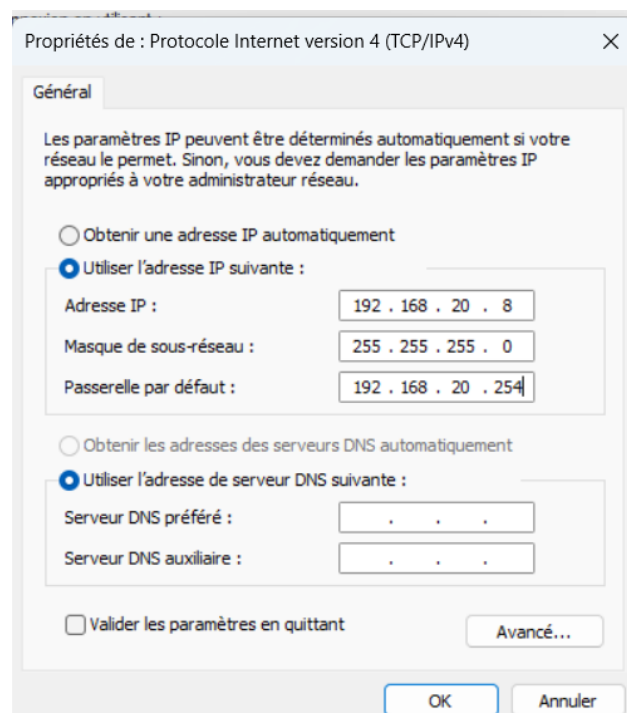 Propriétés de : Protocole Internet version 4 (TCP/IPv4)
Général
Les paramètres IP peuvent être déterminés automatiquement si votre
réseau le permet. Sinon, vous devez demander les paramètres IP
appropriés à votre administrateur réseau.
Obtenir une adresse IP automatiquement
Utiliser l'adresse IP suivante :
Adresse IP : 192 . 168 . 20 . 8
Masque de sous-réseau : 255 . 255 . 255 . 0
Passerelle par défaut : 192 . 168 . 20 . 254
Obtenir les adresses des serveurs DNS automatiquement
Utiliser l'adresse de serveur DNS suivante :
Serveur DNS préféré : . . .
Serveur DNS auxiliaire : . . .
Valider les paramètres en quittant
Avancé...
OK Annuler